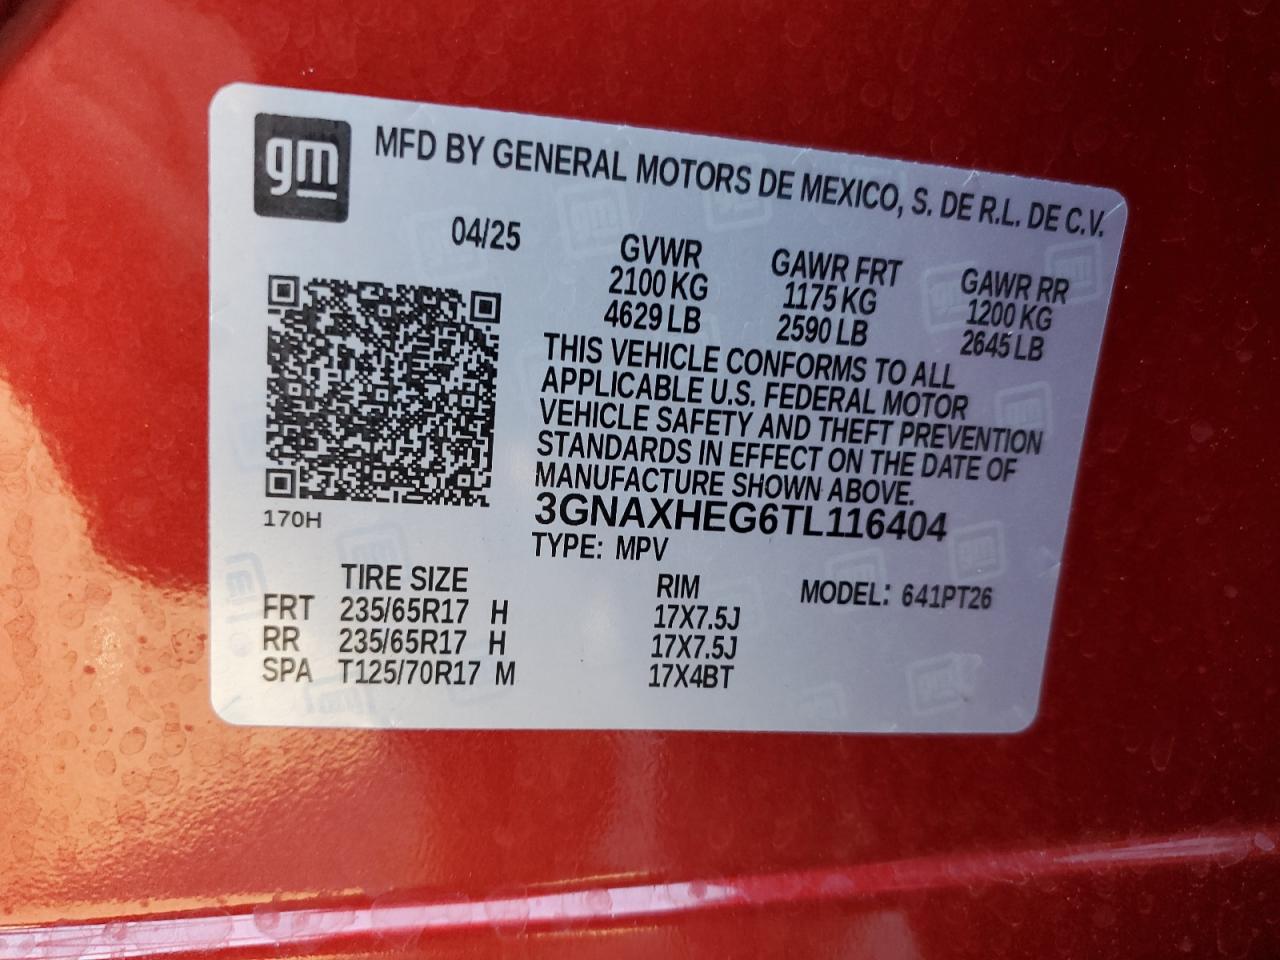 gm
MFD BY GENERAL MOTORS DE MEXICO, S. DE R.L. DE C.V.
04/25
GVWR GAWR FRT GAWR RR
2100 KG 1175 KG 1200 KG
4629 LB 2590 LB 2645 LB
THIS VEHICLE CONFORMS TO ALL
APPLICABLE U.S. FEDERAL MOTOR
VEHICLE SAFETY AND THEFT PREVENTION
STANDARDS IN EFFECT ON THE DATE OF
MANUFACTURE SHOWN ABOVE.
170H
3GNAXHEG6TL116404
TYPE: MPV
TIRE SIZE RIM MODEL: 641PT26
FRT 235/65R17 H 17X7.5J
RR 235/65R17 H 17X7.5J
SPA T125/70R17 M 17X4BT